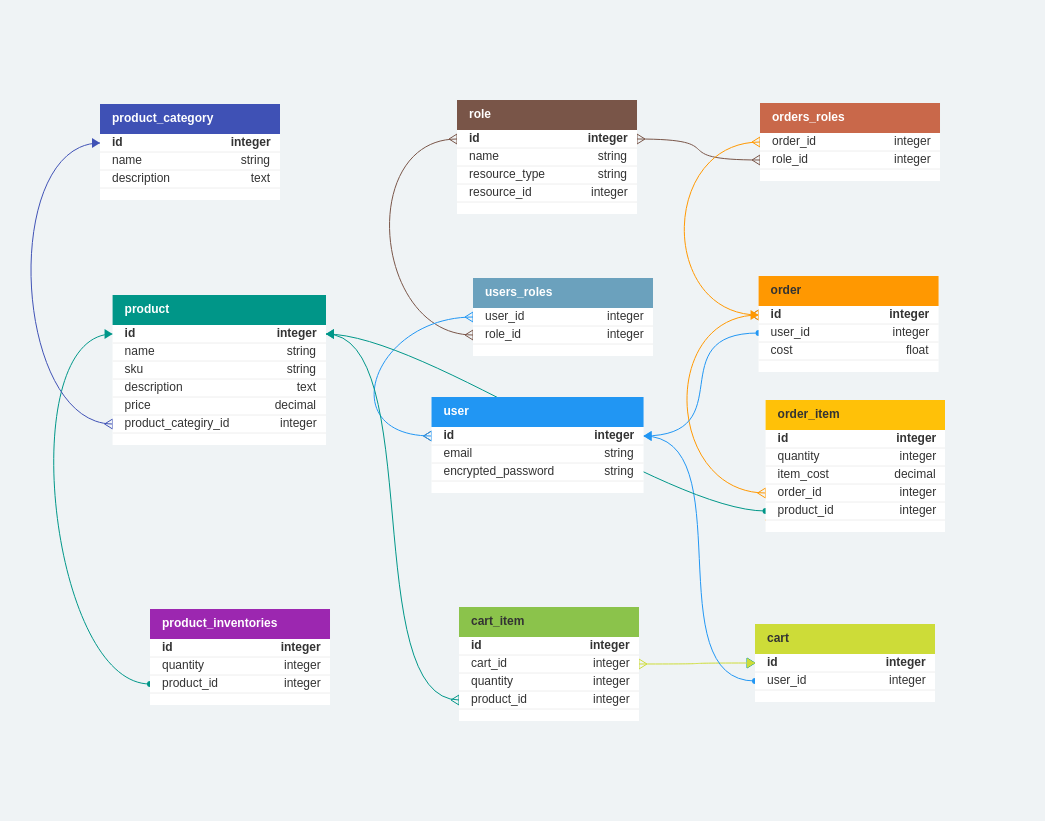 product_category
id integer
name string
description text
role
id integer
name string
resource_type string
resource_id integer
orders_roles
order_id integer
role_id integer
product
id integer
name string
sku string
description text
price decimal
product_categiry_id integer
users_roles
user_id integer
role_id integer
order
id integer
user_id integer
cost float
user
id integer
email string
encrypted_password string
order_item
id integer
quantity integer
item_cost decimal
order_id integer
product_id integer
product_inventories
id integer
quantity integer
product_id integer
cart_item
id integer
cart_id integer
quantity integer
product_id integer
cart
id integer
user_id integer